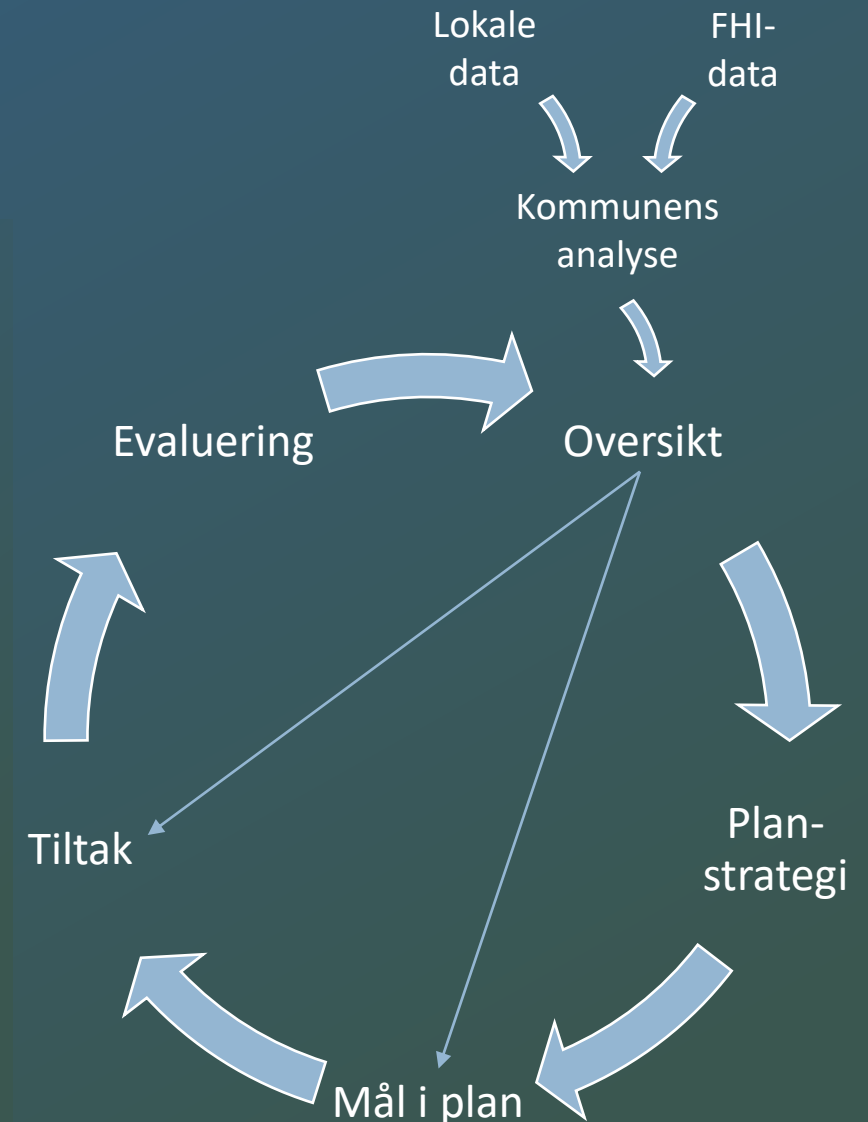 Lokale
data
FHI-
data
Kommunens
analyse
Evaluering
Oversikt
Plan-
strategi
Tiltak
Mål i plan